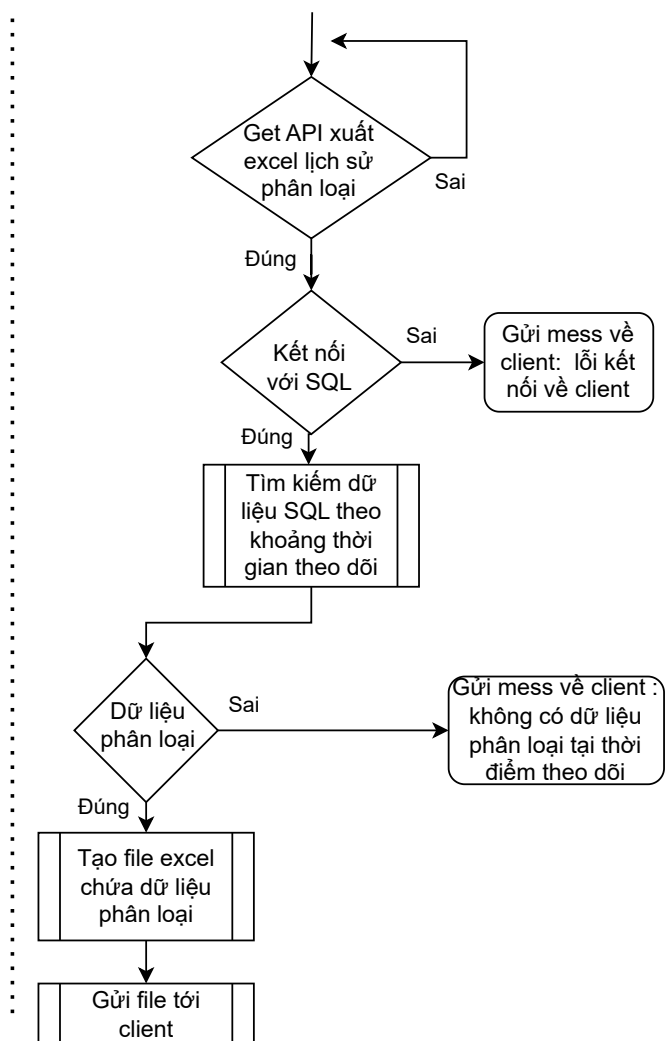 Get API xuất
excel lịch sử
phân loại
Sai
Đúng
Kết nối
với SQL
Sai
Gửi mess về
client:  lỗi kết
nối về client
Đúng
Tìm kiếm dữ
liệu SQL theo
khoảng thời
gian theo dõi
Dữ liệu
phân loại
Sai
Gửi mess về client :
không có dữ liệu
phân loại tại thời
điểm theo dõi
Đúng
Tạo file excel
chứa dữ liệu
phân loại
Gửi file tới
client